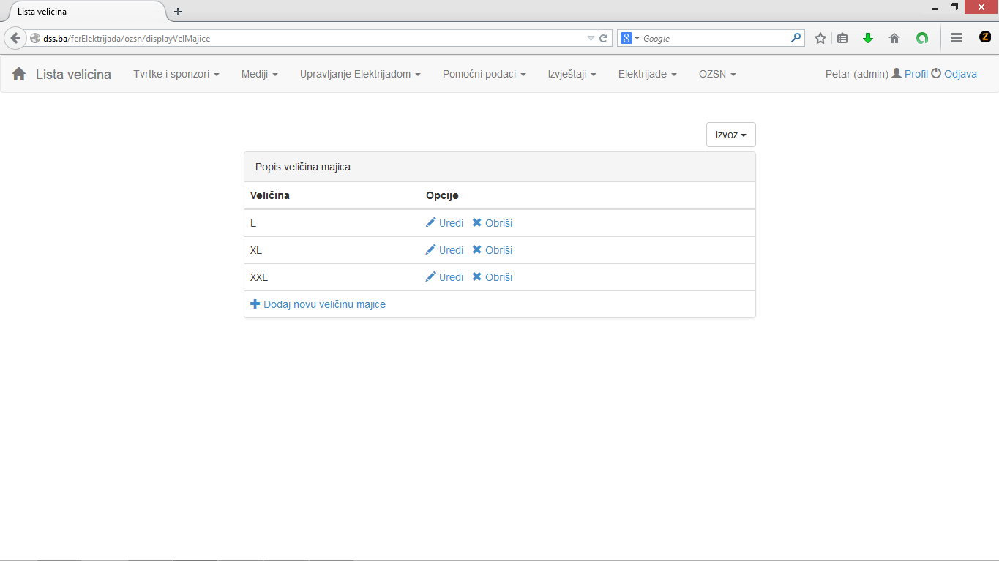 Lista velicina
dss.ba/ferElektrijada/ozsn/displayVelMajice
Google
Lista velicina Tvrtke i sponzori Mediji Upravljanje Elektrijadom Pomoćni podaci Izvještaji Elektrijade OZSN Petar (admin) Profil Odjava
Izvoz
Popis veličina majica
Veličina Opcije
L Uredi Obriši
XL Uredi Obriši
XXL Uredi Obriši
Dodaj novu veličinu majice